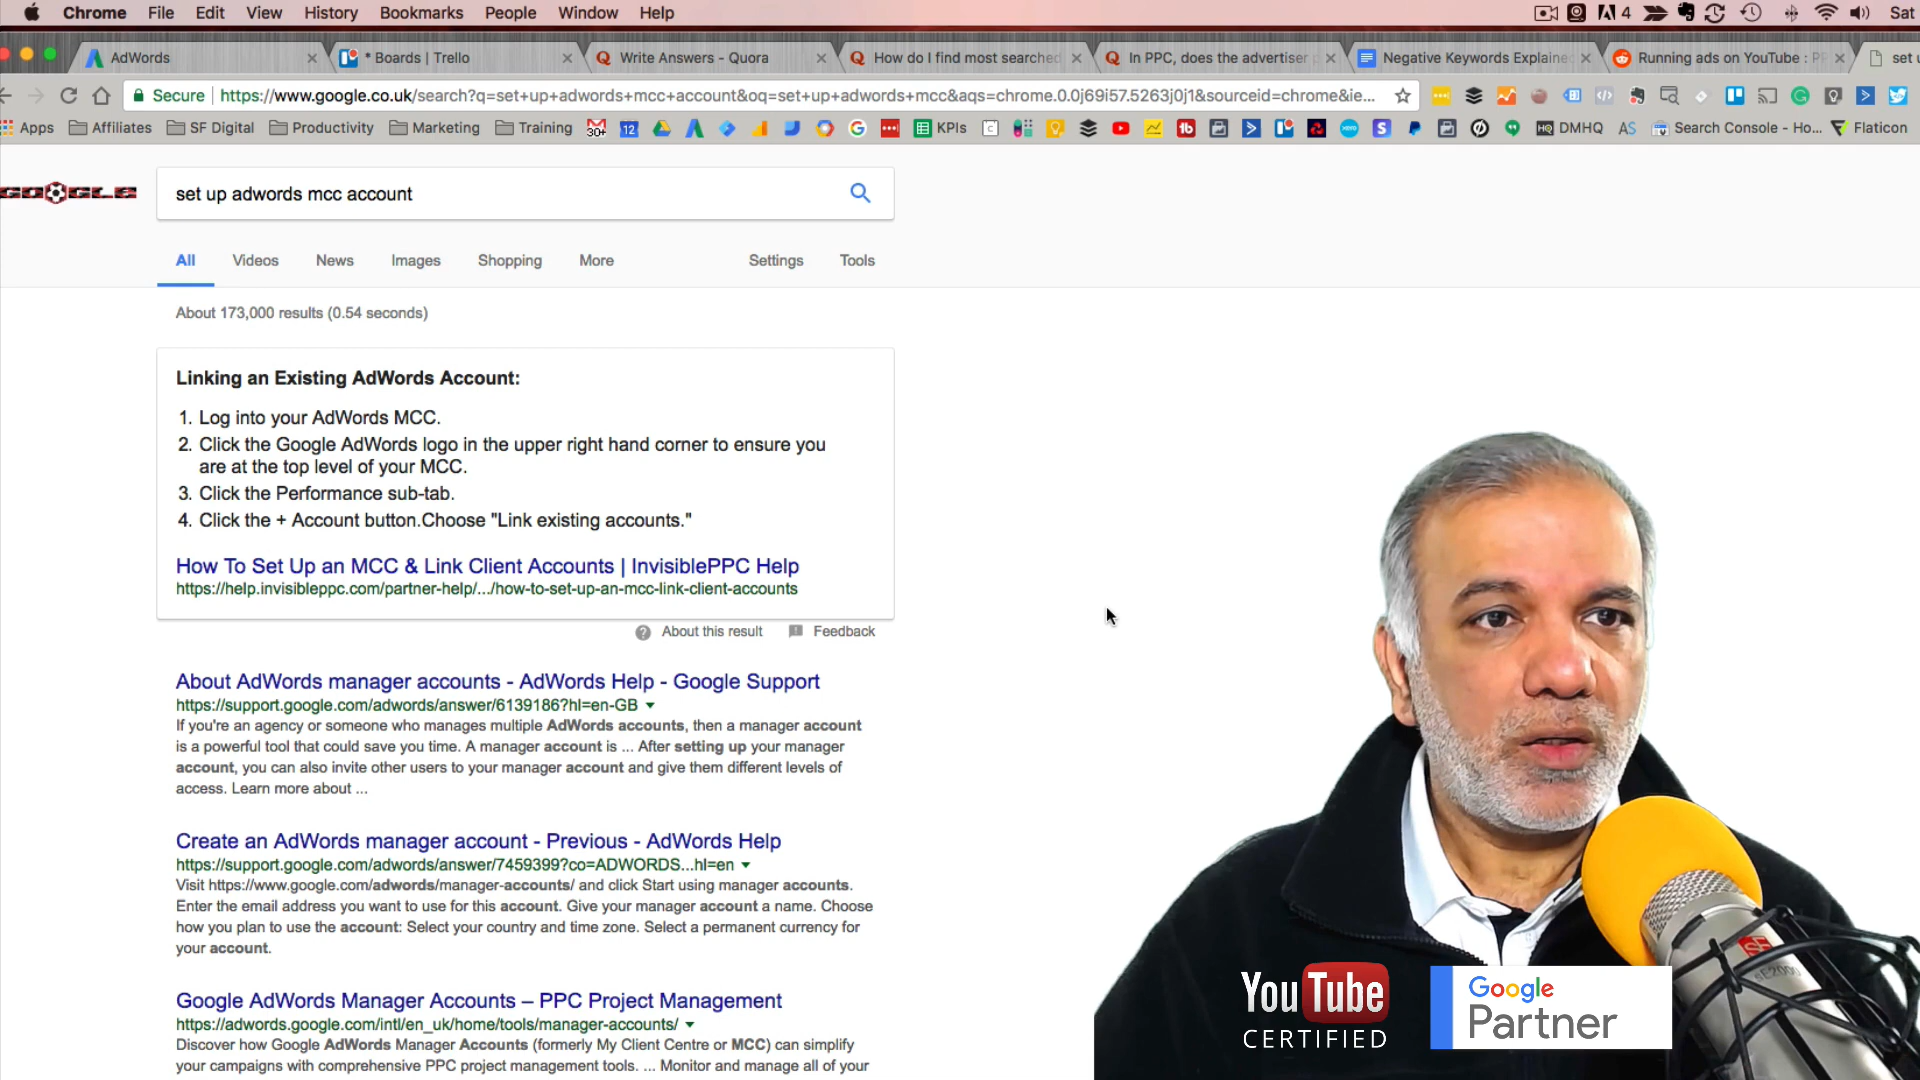 Chrome File Edit View History Bookmarks People Window Help 4 Sat
AdWords * Boards | Trello Write Answers - Quora How do I find most searched In PPC, does the advertiser Negative Keywords Explaine Running ads on YouTube : set
Secure https://www.google.co.uk/search?q=set+up+adwords+mcc+account&oq=set+up+adwords+mcc&aqs=chrome.0.0j69i57.5263j0j1&sourceid=chrome&ie...
Apps Affiliates SF Digital Productivity Marketing Training 30+ 12 KPIs HQ DMHQ AS Search Console - Ho... Flaticon
GOOGLE
set up adwords mcc account
All Videos News Images Shopping More Settings Tools
About 173,000 results (0.54 seconds)
Linking an Existing AdWords Account:
1. Log into your AdWords MCC.
2. Click the Google AdWords logo in the upper right hand corner to ensure you
are at the top level of your MCC.
3. Click the Performance sub-tab.
4. Click the + Account button.Choose "Link existing accounts."
How To Set Up an MCC & Link Client Accounts | InvisiblePPC Help
https://help.invisibleppc.com/partner-help/.../how-to-set-up-an-mcc-link-client-accounts
About this result Feedback
About AdWords manager accounts - AdWords Help - Google Support
https://support.google.com/adwords/answer/6139186?hl=en-GB
If you're an agency or someone who manages multiple AdWords accounts, then a manager account
is a powerful tool that could save you time. A manager account is ... After setting up your manager
account, you can also invite other users to your manager account and give them different levels of
access. Learn more about ...
Create an AdWords manager account - Previous - AdWords Help
https://support.google.com/adwords/answer/7459399?co=ADWORDS...hl=en
Visit https://www.google.com/adwords/manager-accounts/ and click Start using manager accounts.
Enter the email address you want to use for this account. Give your manager account a name. Choose
how you plan to use the account: Select your country and time zone. Select a permanent currency for
your account.
Google AdWords Manager Accounts – PPC Project Management
https://adwords.google.com/intl/en_uk/home/tools/manager-accounts/
Discover how Google AdWords Manager Accounts (formerly My Client Centre or MCC) can simplify
your campaigns with comprehensive PPC project management tools. ... Monitor and manage all of your
YouTube
CERTIFIED
Google
Partner
sE2000